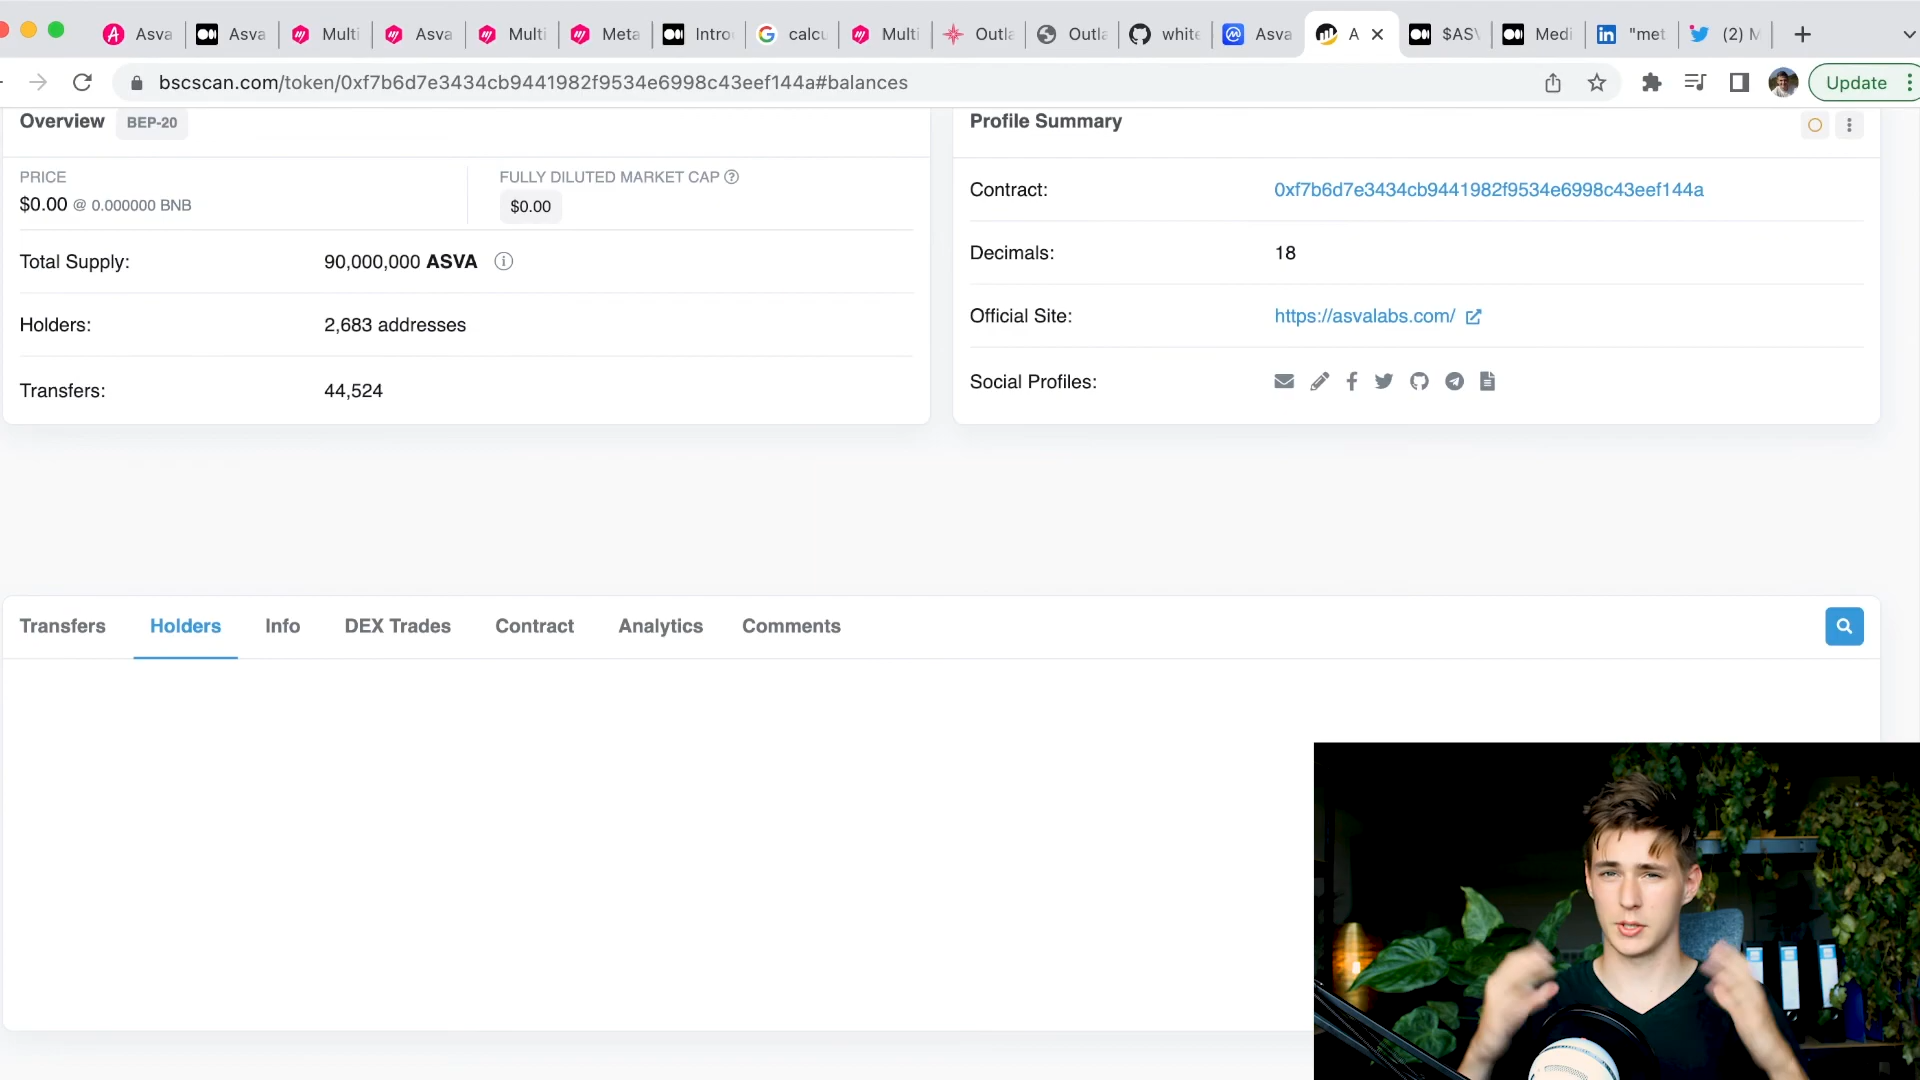 Asva
Asva
Multi
Asva
Multi
Meta
Intro
calcu
Multi
Outla
Outla
white
Asva
A
$ASV
Medi
"met
(2) M
bscscan.com/token/0xf7b6d7e3434cb9441982f9534e6998c43eef144a#balances
Update
Overview
BEP-20
PRICE
$0.00 @ 0.000000 BNB
FULLY DILUTED MARKET CAP
$0.00
Total Supply:
90,000,000 ASVA
Holders:
2,683 addresses
Transfers:
44,524
Profile Summary
Contract:
0xf7b6d7e3434cb9441982f9534e6998c43eef144a
Decimals:
18
Official Site:
https://asvalabs.com/
Social Profiles:
Transfers
Holders
Info
DEX Trades
Contract
Analytics
Comments